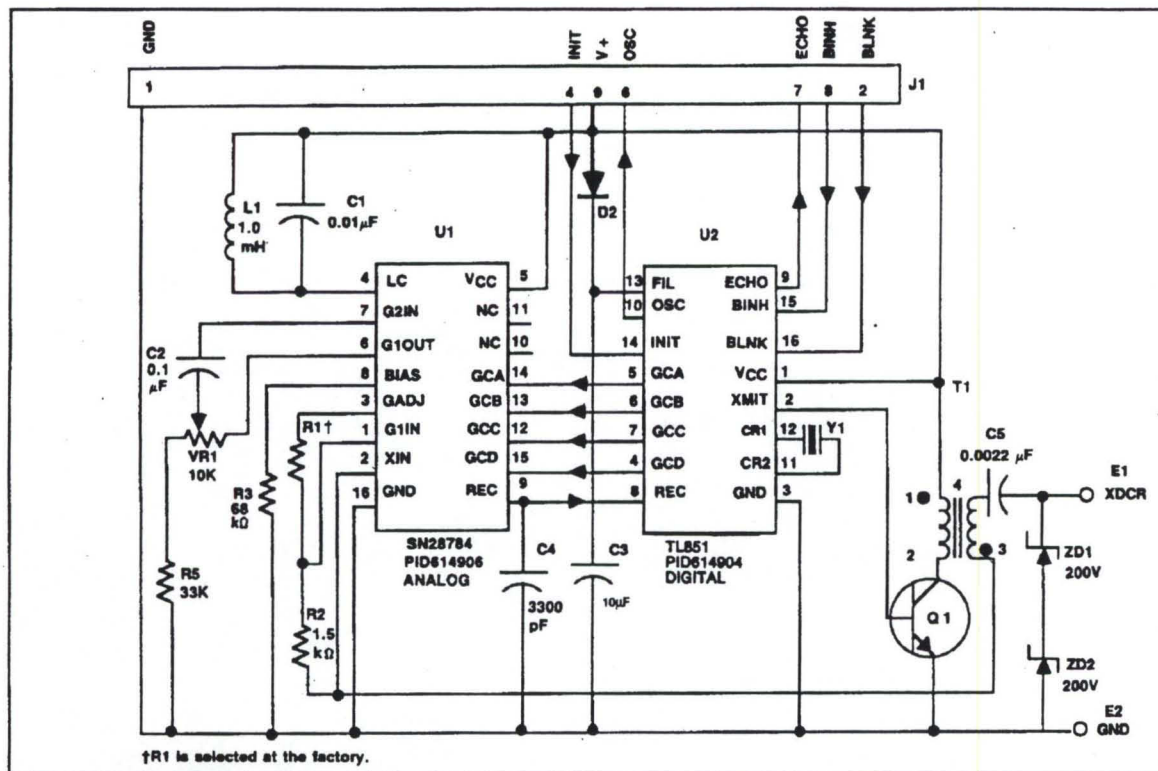 GND
INIT
V+
OSC
ECHO
BINH
BLNK
1
4
9
6
7
8
2
J1
L1
1.0
mH
C1
0.01µF
D2
U1
U2
4 LC VCC 5
7 G2IN NC 11
6 G1OUT NC 10
8 BIAS GCA 14
3 GADJ GCB 13
1 G1IN GCC 12
2 XIN GCD 15
16 GND REC 9
SN28784
PID614906
ANALOG
13 FIL ECHO 9
10 OSC BINH 15
14 INIT BLNK 16
5 GCA VCC 1
6 GCB XMIT 2
7 GCC CR1 12
4 GCD CR2 11
8 REC GND 3
TL851
PID614904
DIGITAL
C2
0.1
µF
VR1
10K
R1†
R3
68
kΩ
R5
33K
R2
1.5
kΩ
C4
3300
pF
C3
10µF
Y1
T1
1
4
2
3
C5
0.0022 µF
E1
XDCR
ZD1
200V
Q1
ZD2
200V
E2
GND
†R1 is selected at the factory.